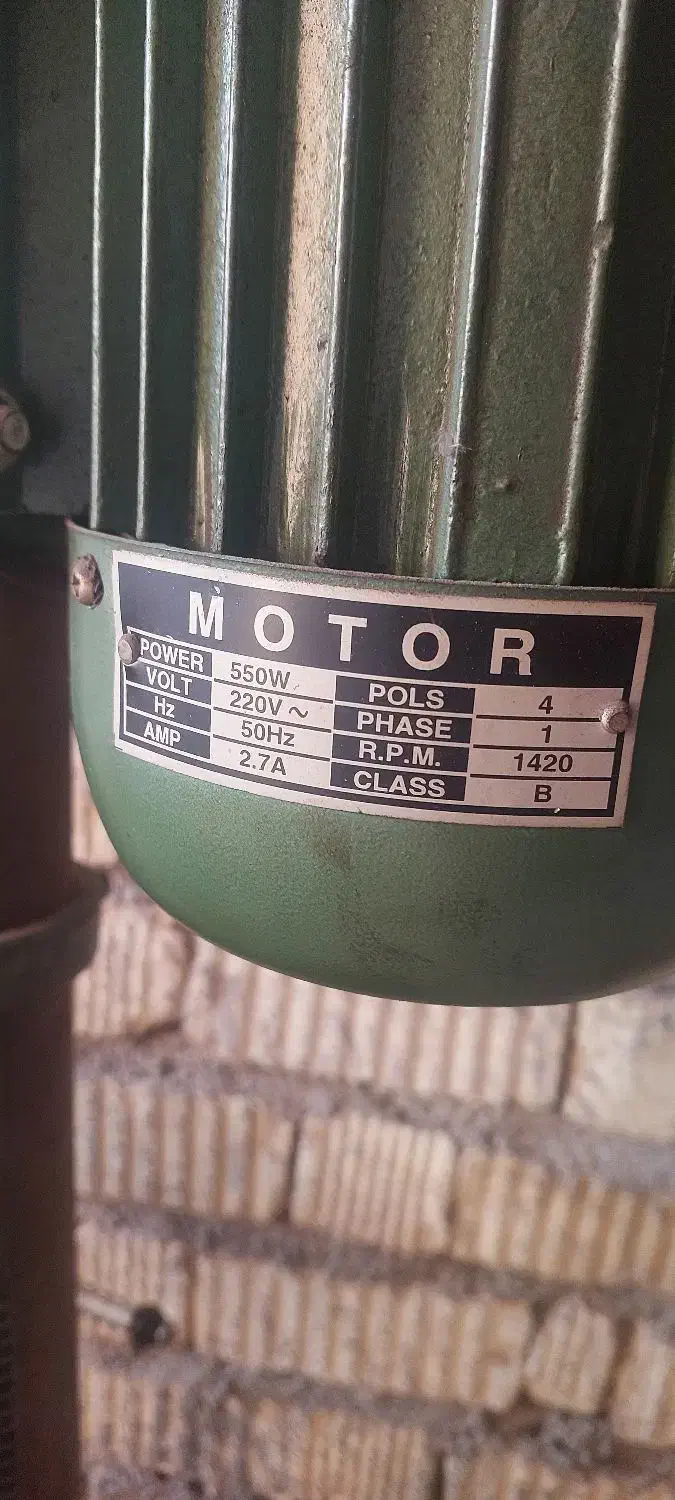 MOTOR
POWER 550W POLS 4
VOLT 220V ~ PHASE 1
Hz 50Hz R.P.M. 1420
AMP 2.7A CLASS B